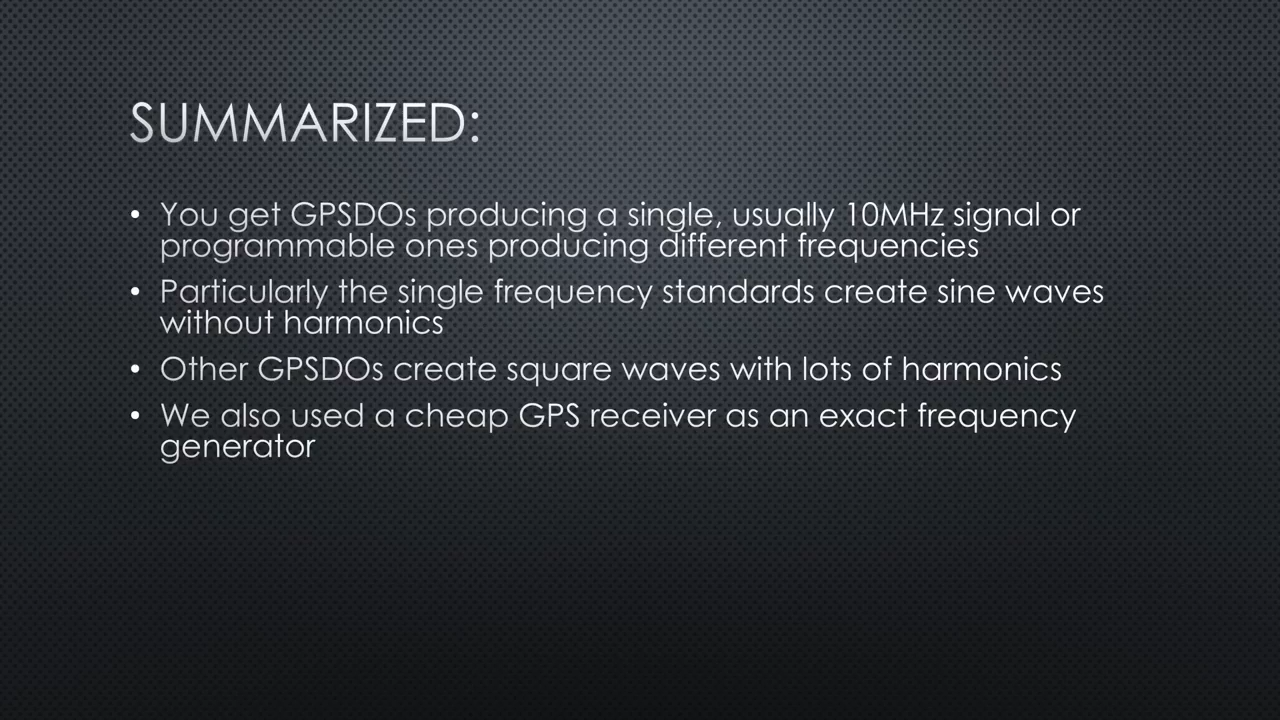 SUMMARIZED:
• You get GPSDOs producing a single, usually 10MHz signal or
programmable ones producing different frequencies
• Particularly the single frequency standards create sine waves
without harmonics
• Other GPSDOs create square waves with lots of harmonics
• We also used a cheap GPS receiver as an exact frequency
generator